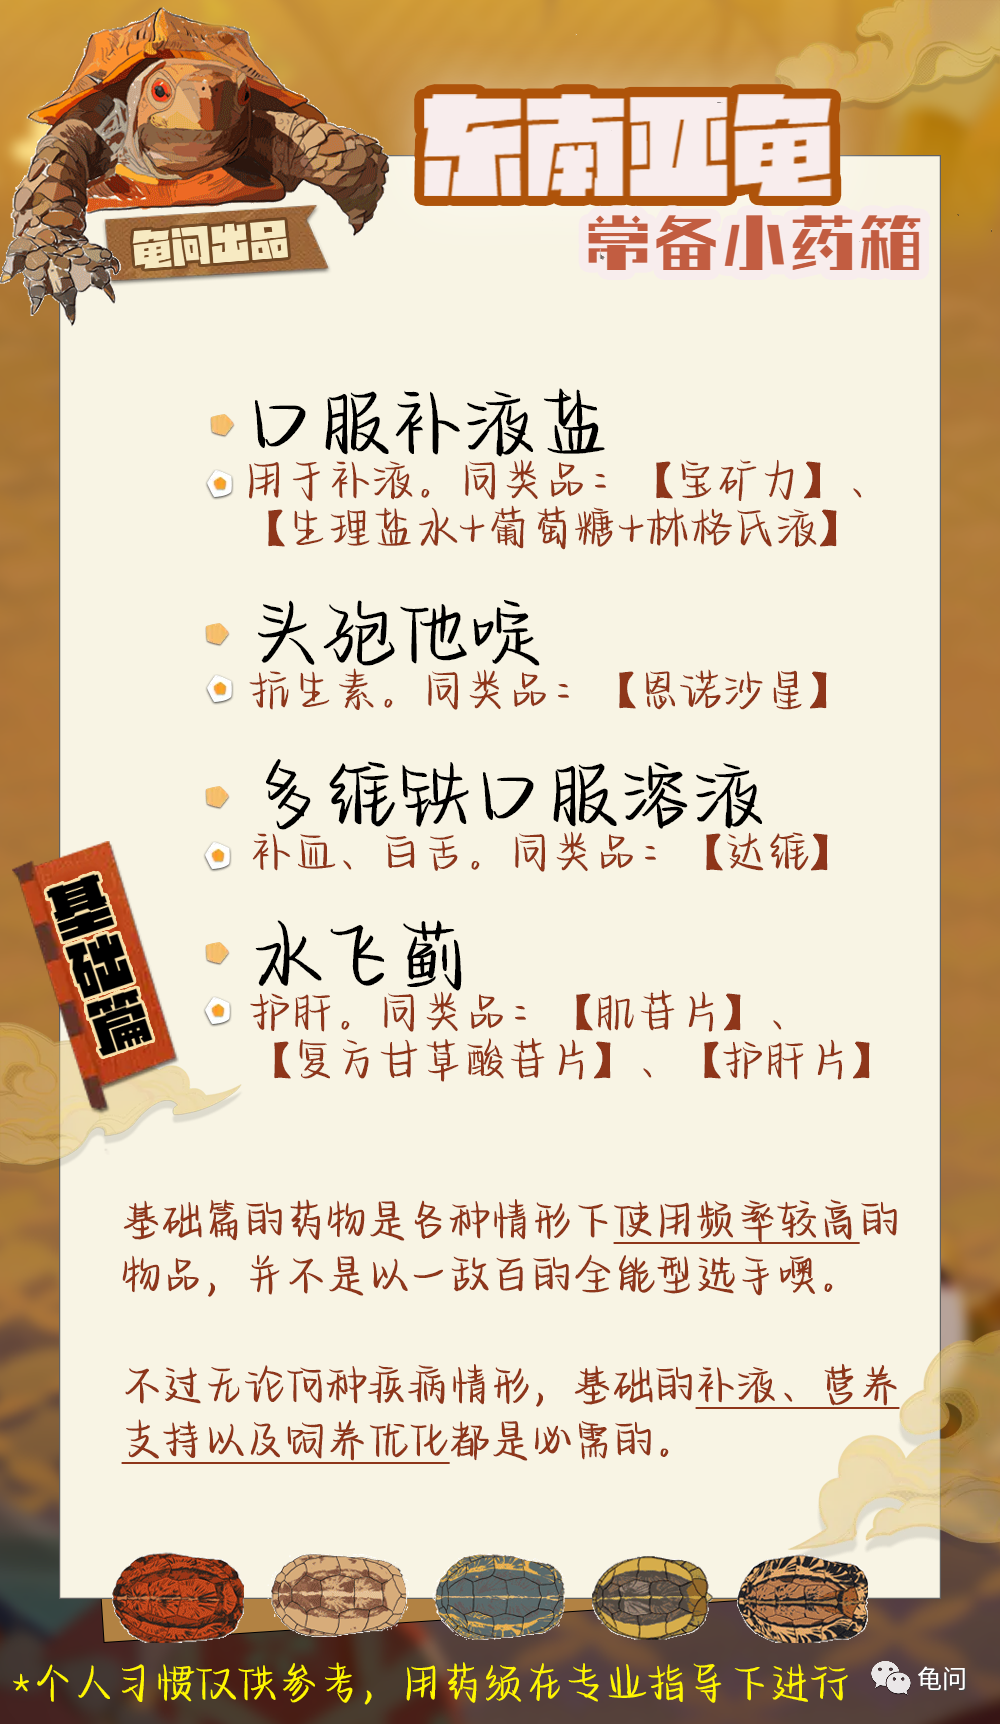 东南亚龟
常备小药箱
龟问出品
口服补液盐
用于补液。同类品：【宝矿力】、
【生理盐水+葡萄糖+林格氏液】
头孢他啶
抗生素。同类品：【恩诺沙星】
多维铁口服溶液
补血、白舌。同类品：【达维】
水飞蓟
护肝。同类品：【肌苷片】、
【复方甘草酸苷片】、【护肝片】
基础篇
基础篇的药物是各种情形下使用频率较高的
物品，并不是以一敌百的全能型选手噢。
不过无论何种疾病情形，基础的补液、营养
支持以及饲养优化都是必需的。
*个人习惯仅供参考，用药须在专业指导下进行
龟问